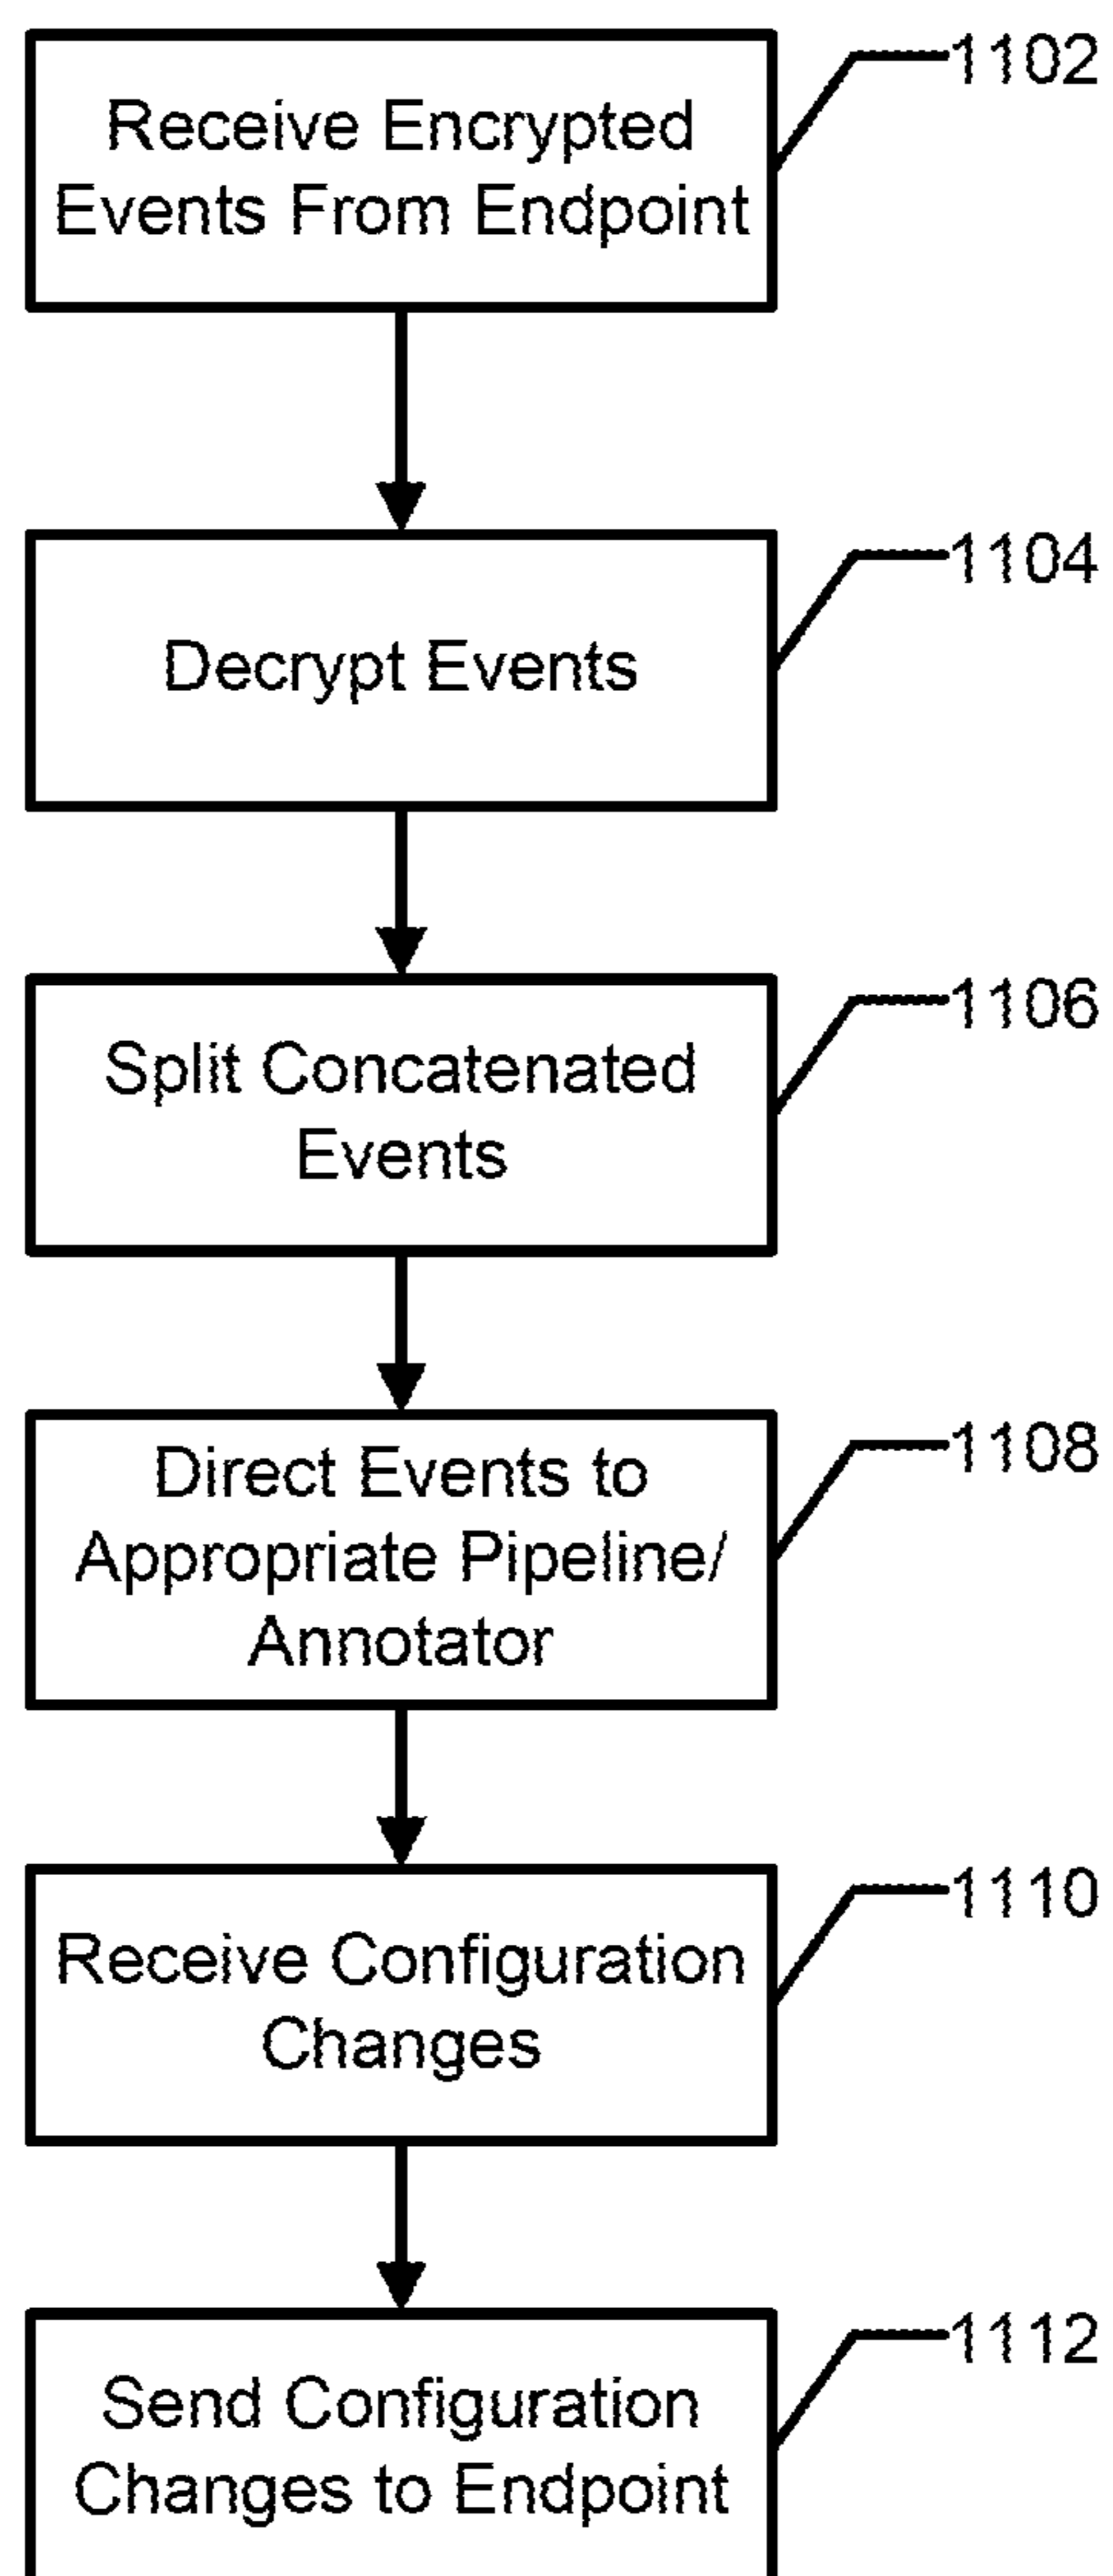 1102
Receive Encrypted
Events From Endpoint
1104
Decrypt Events
1106
Split Concatenated
Events
1108
Direct Events to
Appropriate Pipeline/
Annotator
1110
Receive Configuration
Changes
1112
Send Configuration
Changes to Endpoint